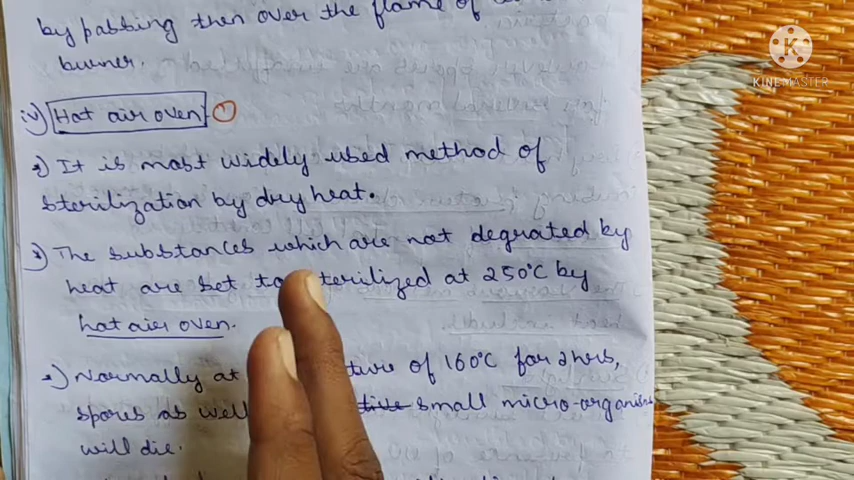 by passing then over the flame of
burner.
iv) Hot air oven ①
It is most widely used method of
sterilization by dry heat.
The substances which are not degrated by
heat are set to sterilized at 250°C by
hot air oven.
Normally at ture of 160°C for 2 hrs,
spores as well small micro-organisms
will die.
KINEMASTER